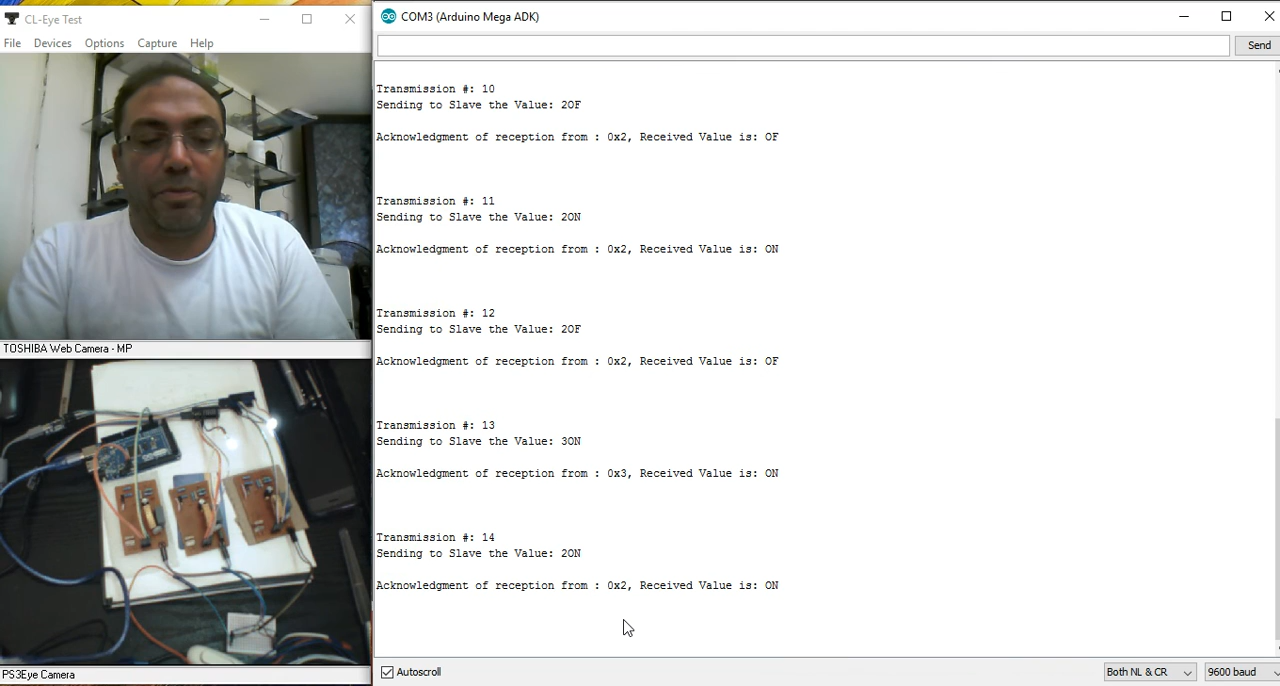 CL-Eye Test
File Devices Options Capture Help
TOSHIBA Web Camera - MP
PS3Eye Camera
COM3 (Arduino Mega ADK)
Send
Transmission #: 10
Sending to Slave the Value: 2OF
Acknowledgment of reception from : 0x2, Received Value is: OF
Transmission #: 11
Sending to Slave the Value: 2ON
Acknowledgment of reception from : 0x2, Received Value is: ON
Transmission #: 12
Sending to Slave the Value: 2OF
Acknowledgment of reception from : 0x2, Received Value is: OF
Transmission #: 13
Sending to Slave the Value: 3ON
Acknowledgment of reception from : 0x3, Received Value is: ON
Transmission #: 14
Sending to Slave the Value: 2ON
Acknowledgment of reception from : 0x2, Received Value is: ON
Autoscroll
Both NL & CR
9600 baud